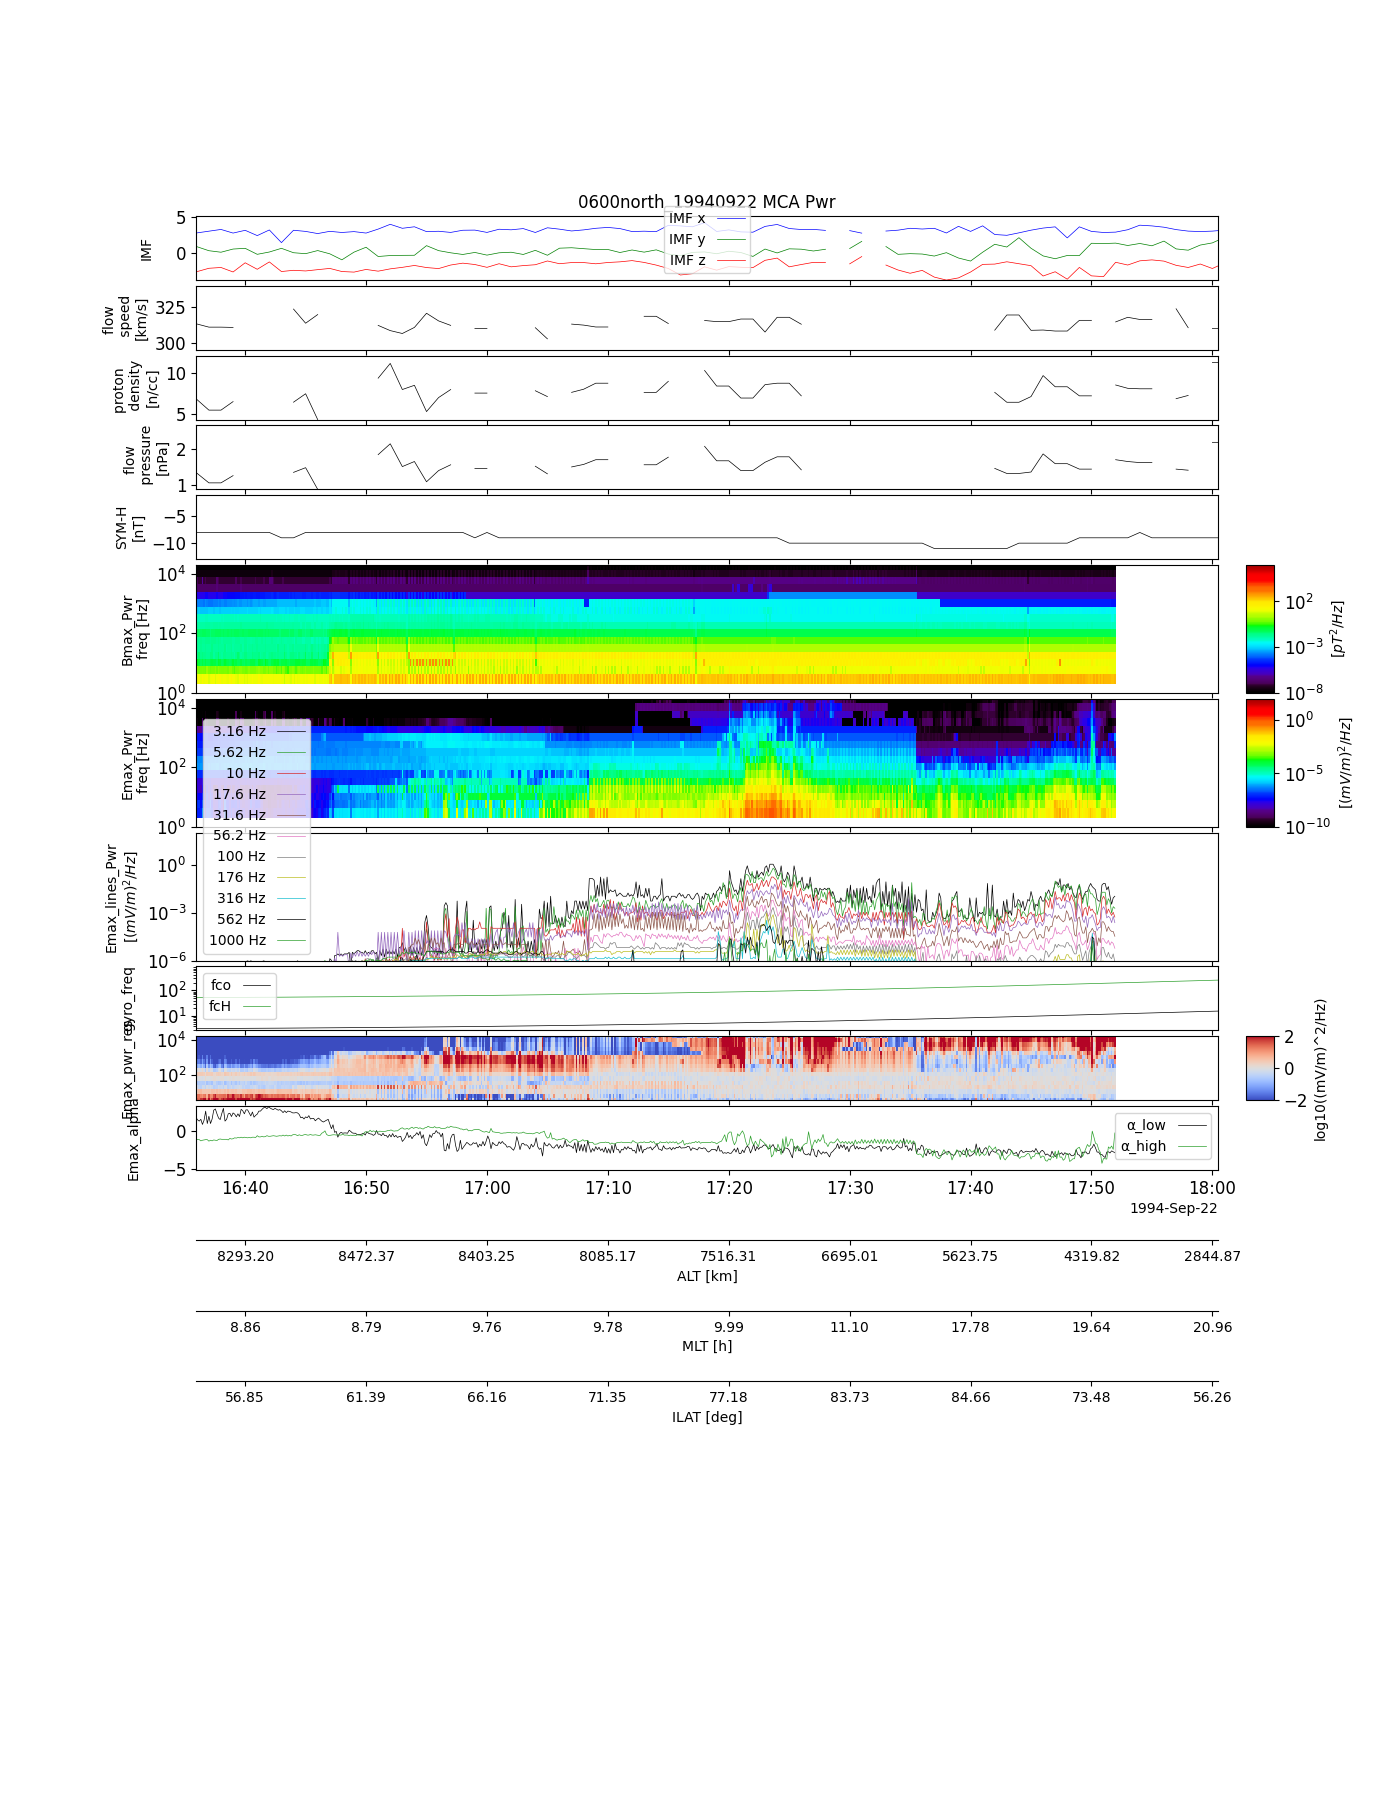 0600north_19940922 MCA Pwr
5
0
IMF
IMF x
IMF y
IMF z
325
300
flow
speed
[km/s]
10
5
proton
density
[n/cc]
2
1
flow
pressure
[nPa]
−5
−10
SYM-H
[nT]
10^4
10^2
10^0
Bmax_Pwr
freq [Hz]
10^2
10^−3
10^−8
[pT^2/Hz]
10^4
10^2
10^0
Emax_Pwr
freq [Hz]
10^0
10^−5
10^−10
[(mV/m)^2/Hz]
3.16 Hz
5.62 Hz
10 Hz
17.6 Hz
31.6 Hz
56.2 Hz
100 Hz
176 Hz
316 Hz
562 Hz
1000 Hz
10^0
10^−3
10^−6
Emax_lines_Pwr
[(mV/m)^2/Hz]
10^2
10^1
gyro_freq
fco
fcH
10^4
10^2
Emax_pwr_reg
2
0
−2
log10((mV/m)^2/Hz)
0
−5
Emax_alpha
α_low
α_high
16:40 16:50 17:00 17:10 17:20 17:30 17:40 17:50 18:00
1994-Sep-22
8293.20 8472.37 8403.25 8085.17 7516.31 6695.01 5623.75 4319.82 2844.87
ALT [km]
8.86 8.79 9.76 9.78 9.99 11.10 17.78 19.64 20.96
MLT [h]
56.85 61.39 66.16 71.35 77.18 83.73 84.66 73.48 56.26
ILAT [deg]